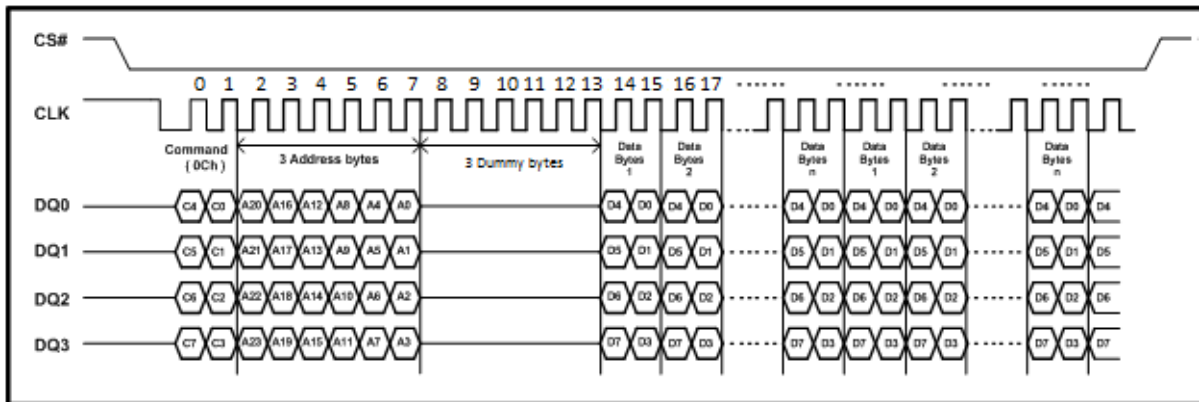 CS#
0 1 2 3 4 5 6 7 8 9 10 11 12 13 14 15 16 17
CLK
Command
( 0Ch )
3 Address bytes
3 Dummy bytes
Data
Bytes
1
Data
Bytes
2
Data
Bytes
n
Data
Bytes
1
Data
Bytes
2
Data
Bytes
n
DQ0 C4 C0 A20 A16 A12 A8 A4 A0 D4 D0 D4 D0 D4 D0 D4 D0 D4 D0 D4 D0 D4
DQ1 C5 C1 A21 A17 A13 A9 A5 A1 D5 D1 D5 D1 D5 D1 D5 D1 D5 D1 D5 D1 D5
DQ2 C6 C2 A22 A18 A14 A10 A6 A2 D6 D2 D6 D2 D6 D2 D6 D2 D6 D2 D6 D2 D6
DQ3 C7 C3 A23 A19 A15 A11 A7 A3 D7 D3 D7 D3 D7 D3 D7 D3 D7 D3 D7 D3 D7